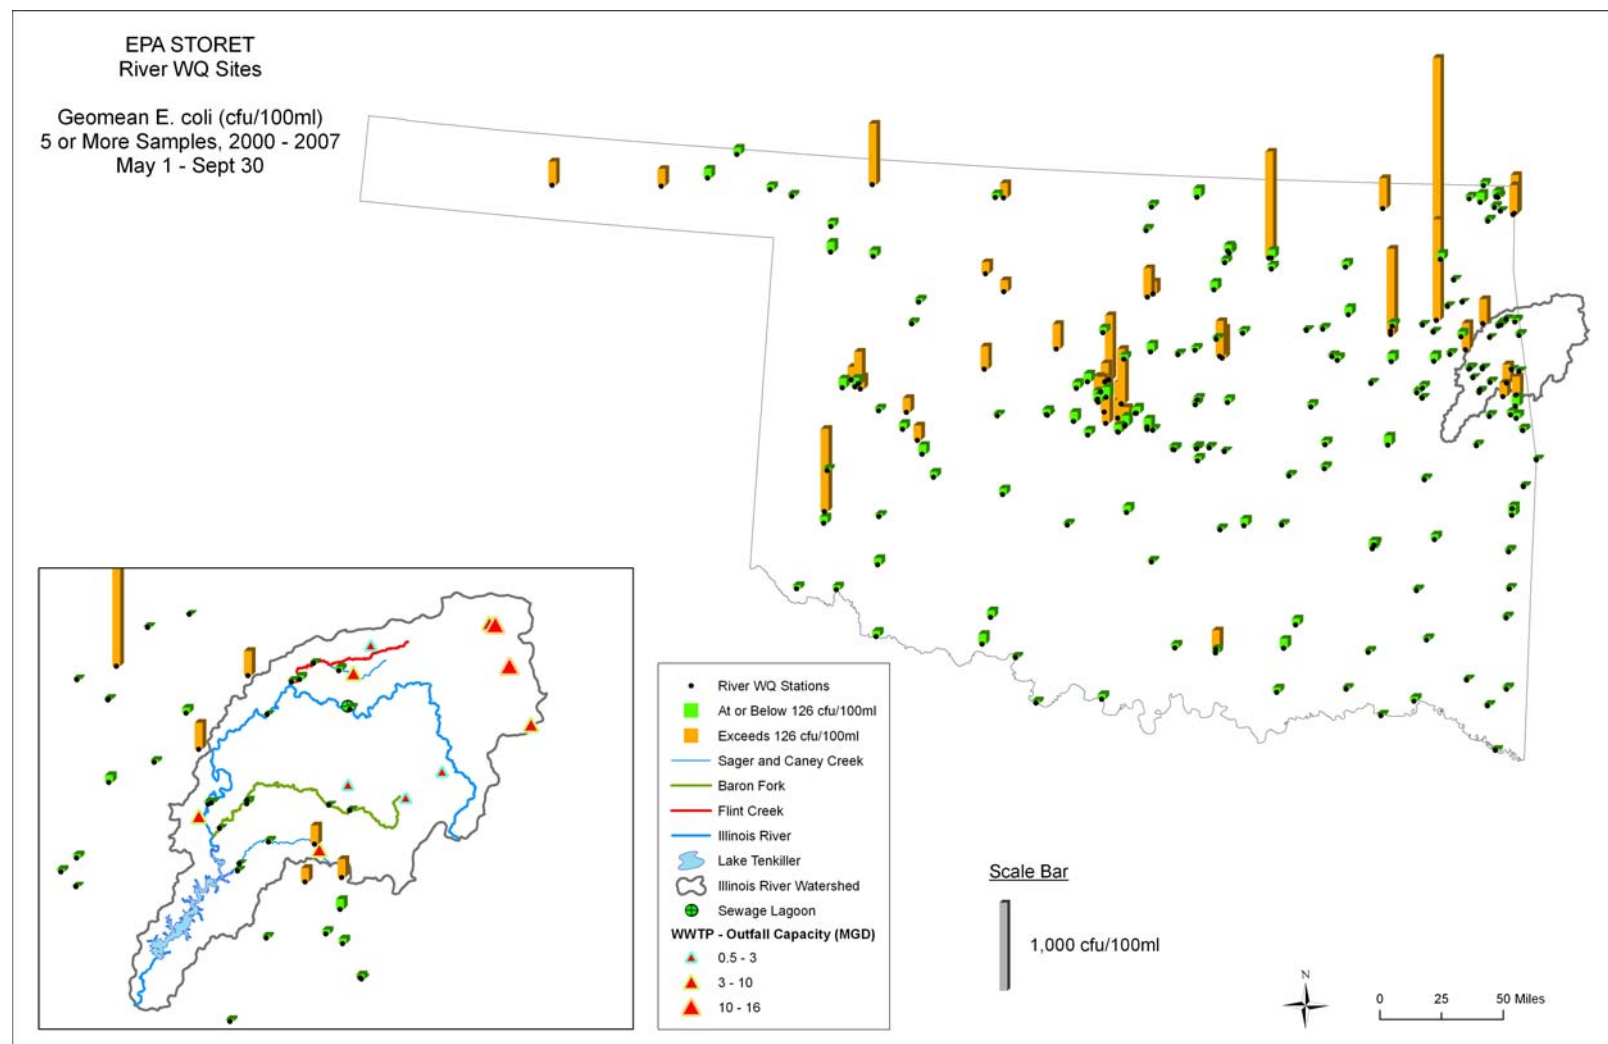 EPA STORET
River WQ Sites
Geomean E. coli (cfu/100ml)
5 or More Samples, 2000 - 2007
May 1 - Sept 30
River WQ Stations
At or Below 126 cfu/100ml
Exceeds 126 cfu/100ml
Sager and Caney Creek
Baron Fork
Flint Creek
Illinois River
Lake Tenkiller
Illinois River Watershed
Sewage Lagoon
WWTP - Outfall Capacity (MGD)
0.5 - 3
3 - 10
10 - 16
Scale Bar
1,000 cfu/100ml
N
0 25 50 Miles